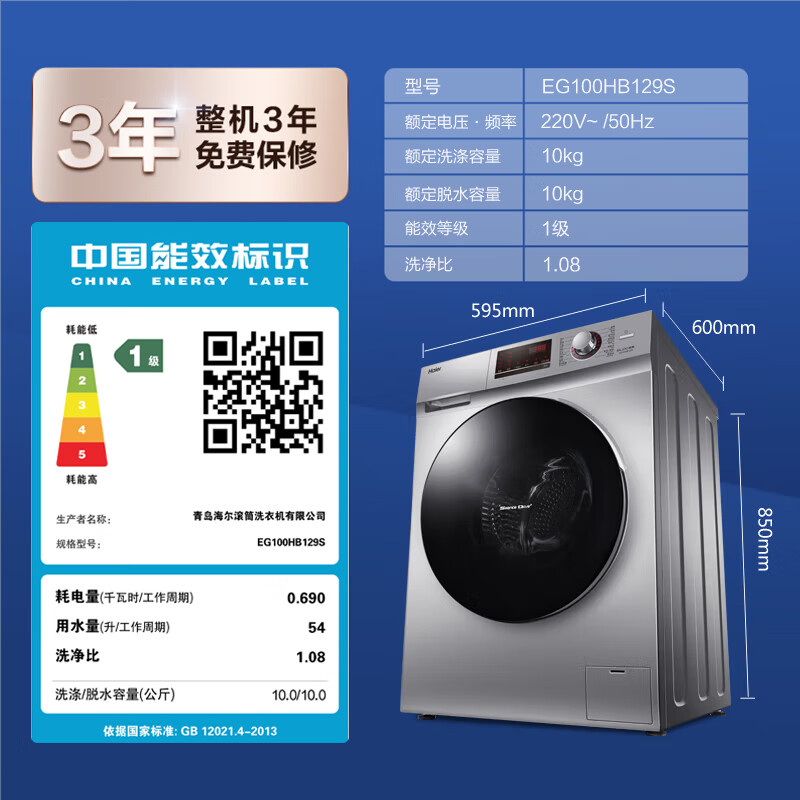 3年
整机3年
免费保修
型号 EG100HB129S
额定电压·频率 220V~ /50Hz
额定洗涤容量 10kg
额定脱水容量 10kg
能效等级 1级
洗净比 1.08
中国能效标识
CHINA ENERGY LABEL
耗能低
1
2
3
4
5
耗能高
1级
生产者名称: 青岛海尔滚筒洗衣机有限公司
规格型号: EG100HB129S
耗电量(千瓦时/工作周期) 0.690
用水量(升/工作周期) 54
洗净比 1.08
洗涤/脱水容量(公斤) 10.0/10.0
依据国家标准: GB 12021.4-2013
595mm
600mm
850mm
Haier